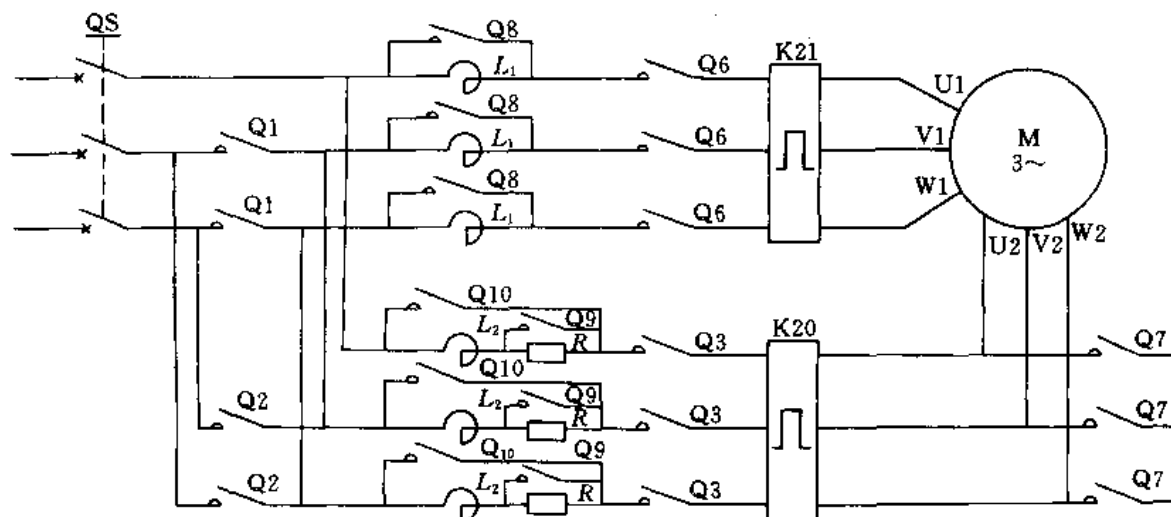 QS
Q8
L₁
Q6
K21
U1
Q8
L₁
Q6
V1
M
3～
Q1
Q8
L₁
Q6
W1
Q1
U2
V2
W2
Q10
L₂
Q9
R
Q3
K20
Q7
Q10
L₂
Q9
R
Q3
Q7
Q2
Q₁₀
L₂
Q9
R
Q3
Q7
Q2